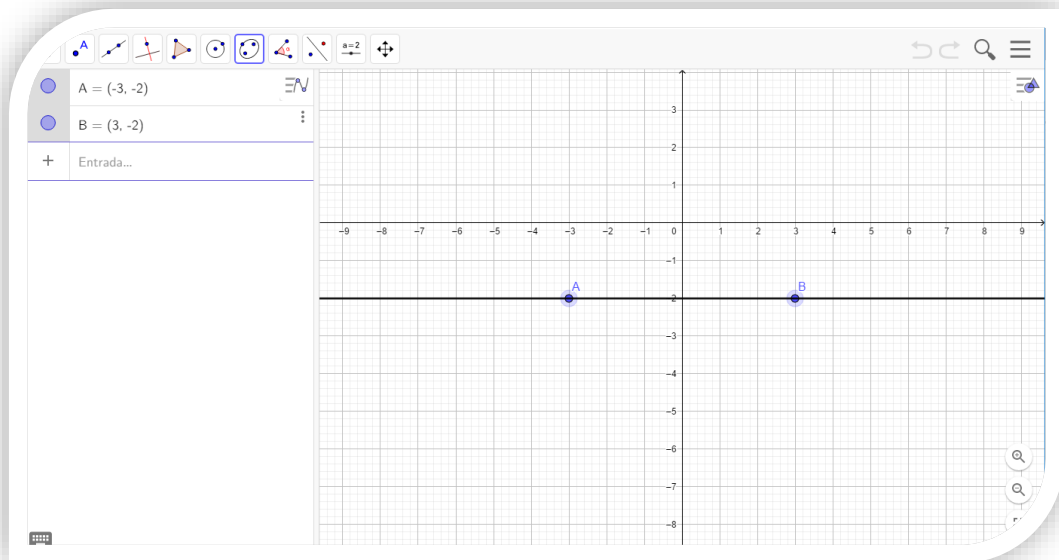 A
a=2
A = (-3, -2)
B = (3, -2)
+ Entrada...
3
2
1
−9 −8 −7 −6 −5 −4 −3 −2 −1 0 1 2 3 4 5 6 7 8 9
−1
A B
−2
−3
−4
−5
−6
−7
−8